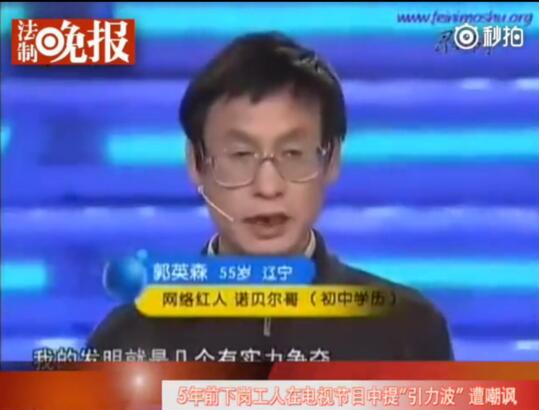 法制晚报
www.feinimoshu.org
秒拍
郭英森 55岁 辽宁
网络红人 诺贝尔哥 (初中学历)
我的发明就是几个有实力争夺
5年前下岗工人在电视节目中提"引力波" 遭嘲讽